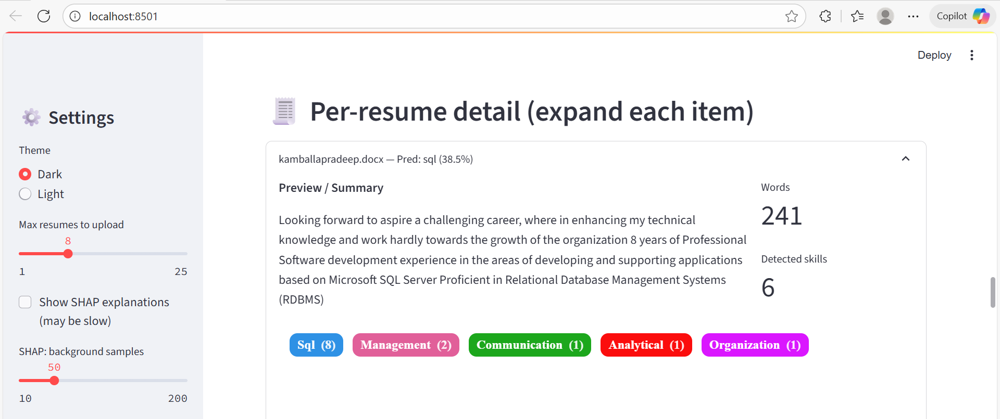 localhost:8501
Copilot
Deploy
Settings
Theme
Dark
Light
Max resumes to upload
8
1 25
Show SHAP explanations
(may be slow)
SHAP: background samples
50
10 200
Per-resume detail (expand each item)
kamballapradeep.docx — Pred: sql (38.5%)
Preview / Summary
Looking forward to aspire a challenging career, where in enhancing my technical
knowledge and work hardly towards the growth of the organization 8 years of Professional
Software development experience in the areas of developing and supporting applications
based on Microsoft SQL Server Proficient in Relational Database Management Systems
(RDBMS)
Words
241
Detected skills
6
Sql (8) Management (2) Communication (1) Analytical (1) Organization (1)